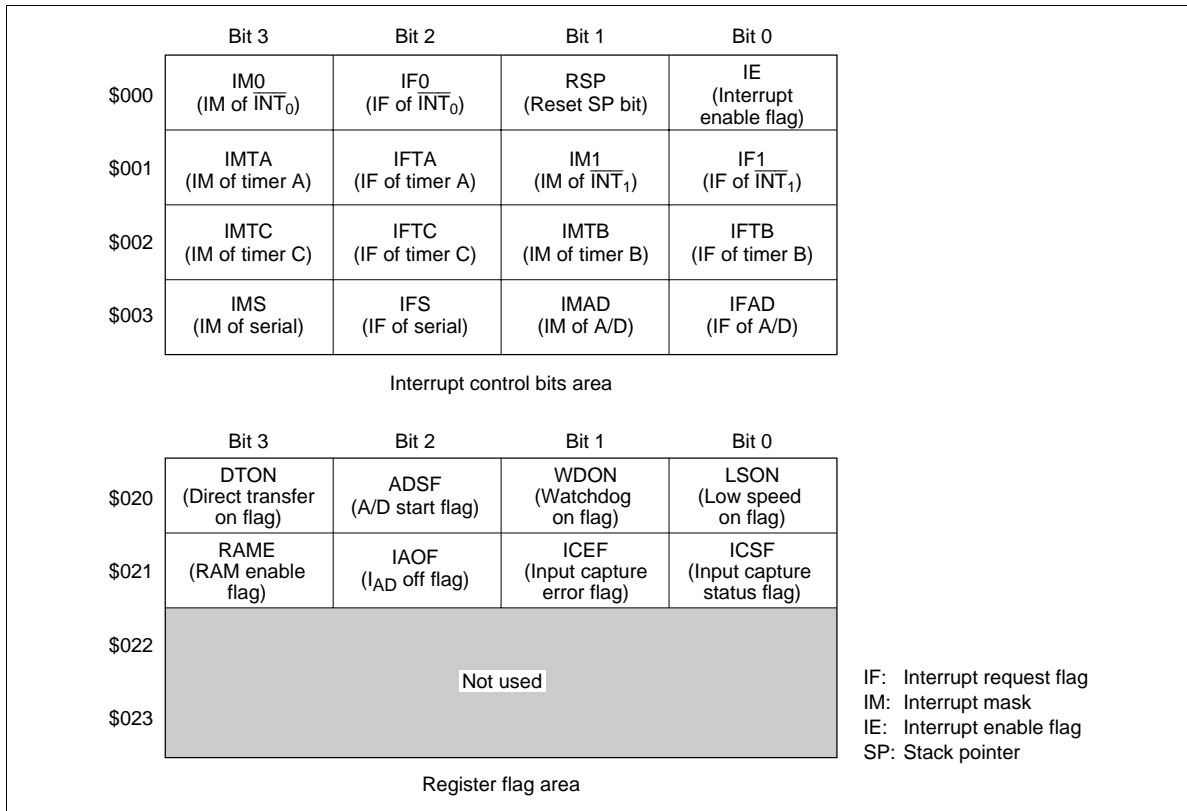 Bit 3 Bit 2 Bit 1 Bit 0
$000
IM0
(IM of INT0)
IF0
(IF of INT0)
RSP
(Reset SP bit)
IE
(Interrupt
enable flag)
$001
IMTA
(IM of timer A)
IFTA
(IF of timer A)
IM1
(IM of INT1)
IF1
(IF of INT1)
$002
IMTC
(IM of timer C)
IFTC
(IF of timer C)
IMTB
(IM of timer B)
IFTB
(IF of timer B)
$003
IMS
(IM of serial)
IFS
(IF of serial)
IMAD
(IM of A/D)
IFAD
(IF of A/D)
Interrupt control bits area
Bit 3 Bit 2 Bit 1 Bit 0
$020
DTON
(Direct transfer
on flag)
ADSF
(A/D start flag)
WDON
(Watchdog
on flag)
LSON
(Low speed
on flag)
$021
RAME
(RAM enable
flag)
IAOF
(IAD off flag)
ICEF
(Input capture
error flag)
ICSF
(Input capture
status flag)
$022
Not used
$023
Register flag area
IF: Interrupt request flag
IM: Interrupt mask
IE: Interrupt enable flag
SP: Stack pointer